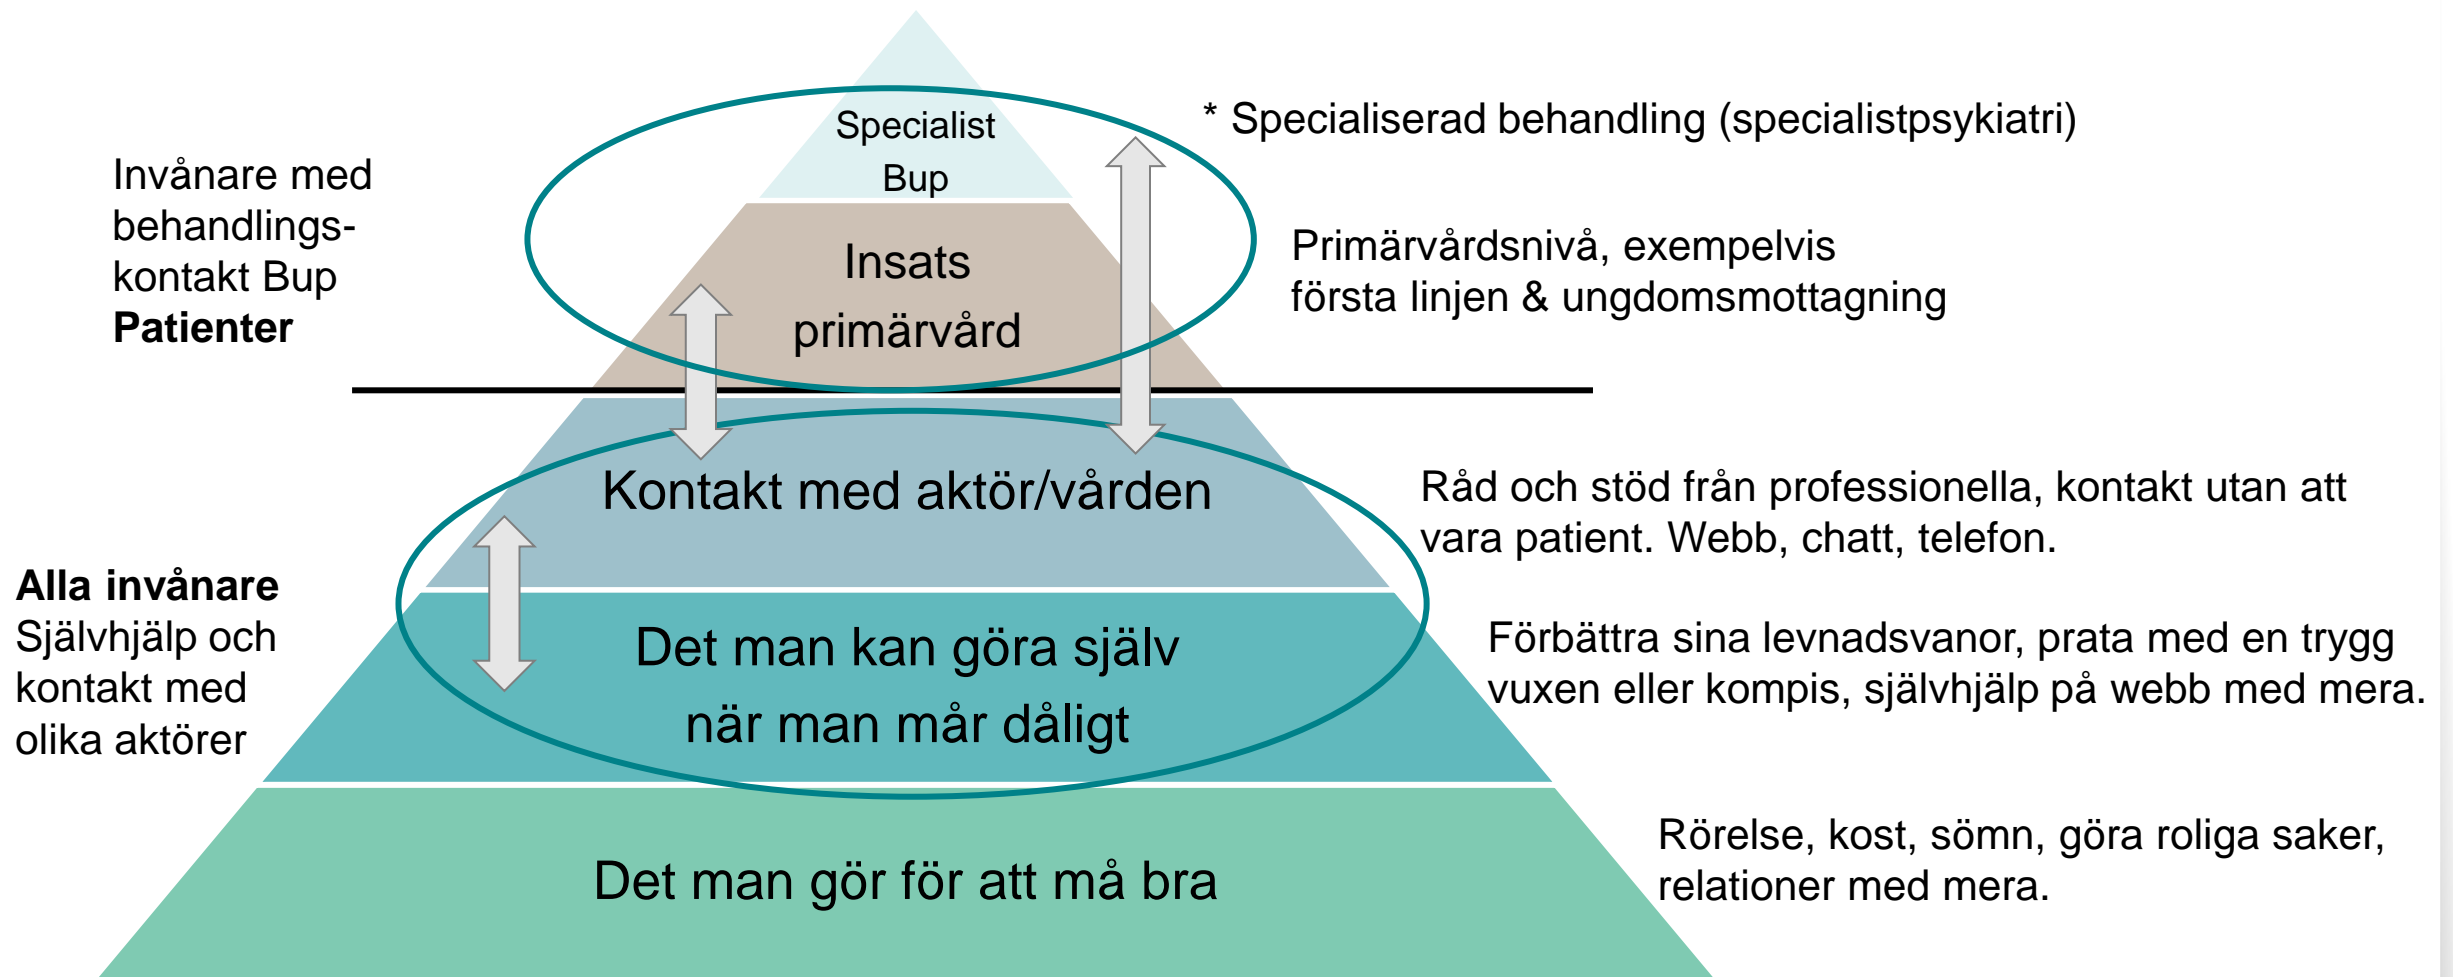 Specialist
Bup
* Specialiserad behandling (specialistpsykiatri)
Invånare med
behandlings-
kontakt Bup
Patienter
Insats
primärvård
Primärvårdsnivå, exempelvis
första linjen & ungdomsmottagning
Kontakt med aktör/vården
Råd och stöd från professionella, kontakt utan att
vara patient. Webb, chatt, telefon.
Alla invånare
Självhjälp och
kontakt med
olika aktörer
Det man kan göra själv
när man mår dåligt
Förbättra sina levnadsvanor, prata med en trygg
vuxen eller kompis, självhjälp på webb med mera.
Det man gör för att må bra
Rörelse, kost, sömn, göra roliga saker,
relationer med mera.